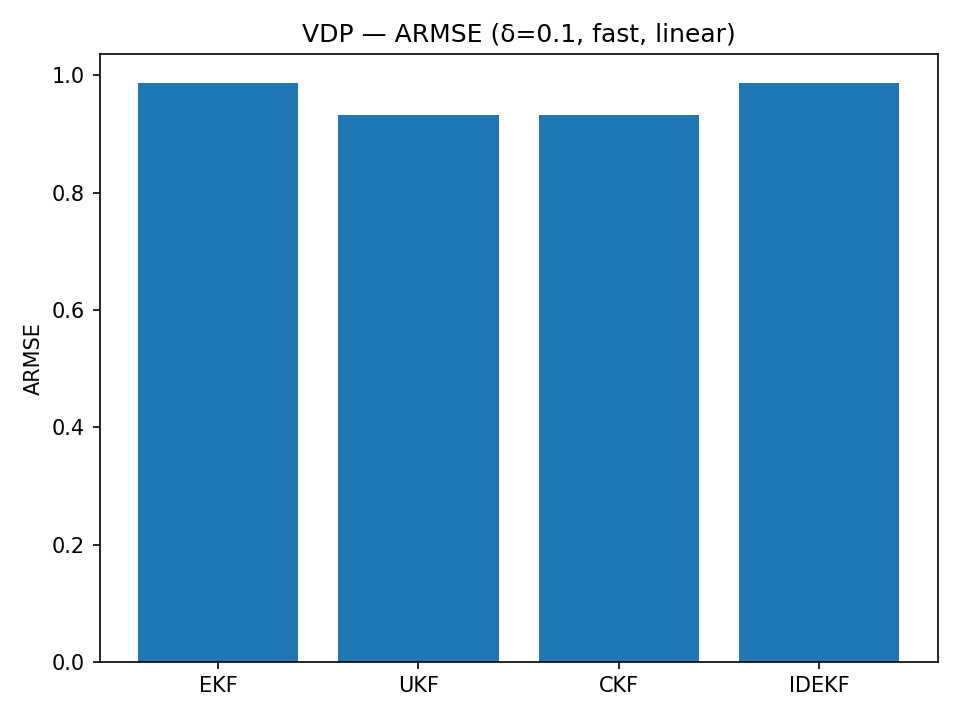 VDP — ARMSE (δ=0.1, fast, linear)
1.0
0.8
0.6
0.4
0.2
0.0
ARMSE
EKF UKF CKF IDEKF